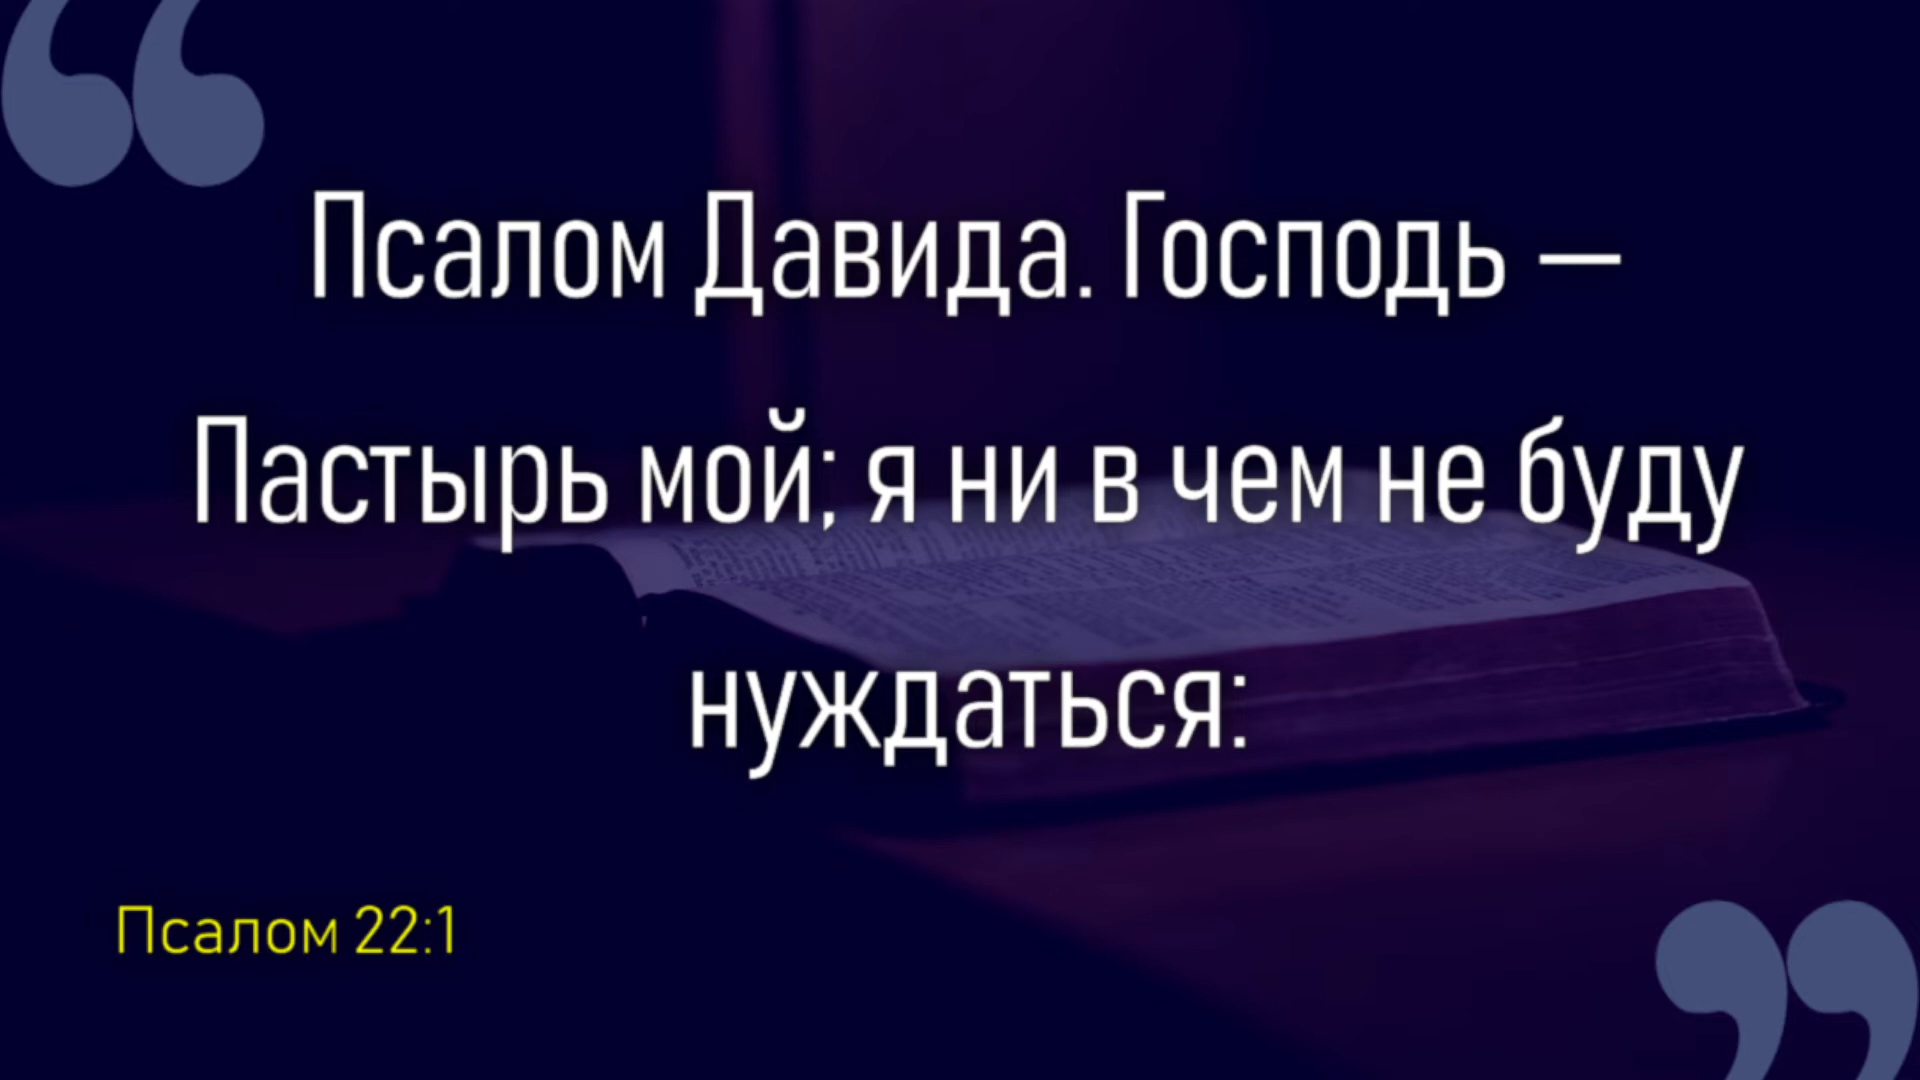 Псалом Давида. Господь —
Пастырь мой; я ни в чем не буду
нуждаться:
Псалом 22:1